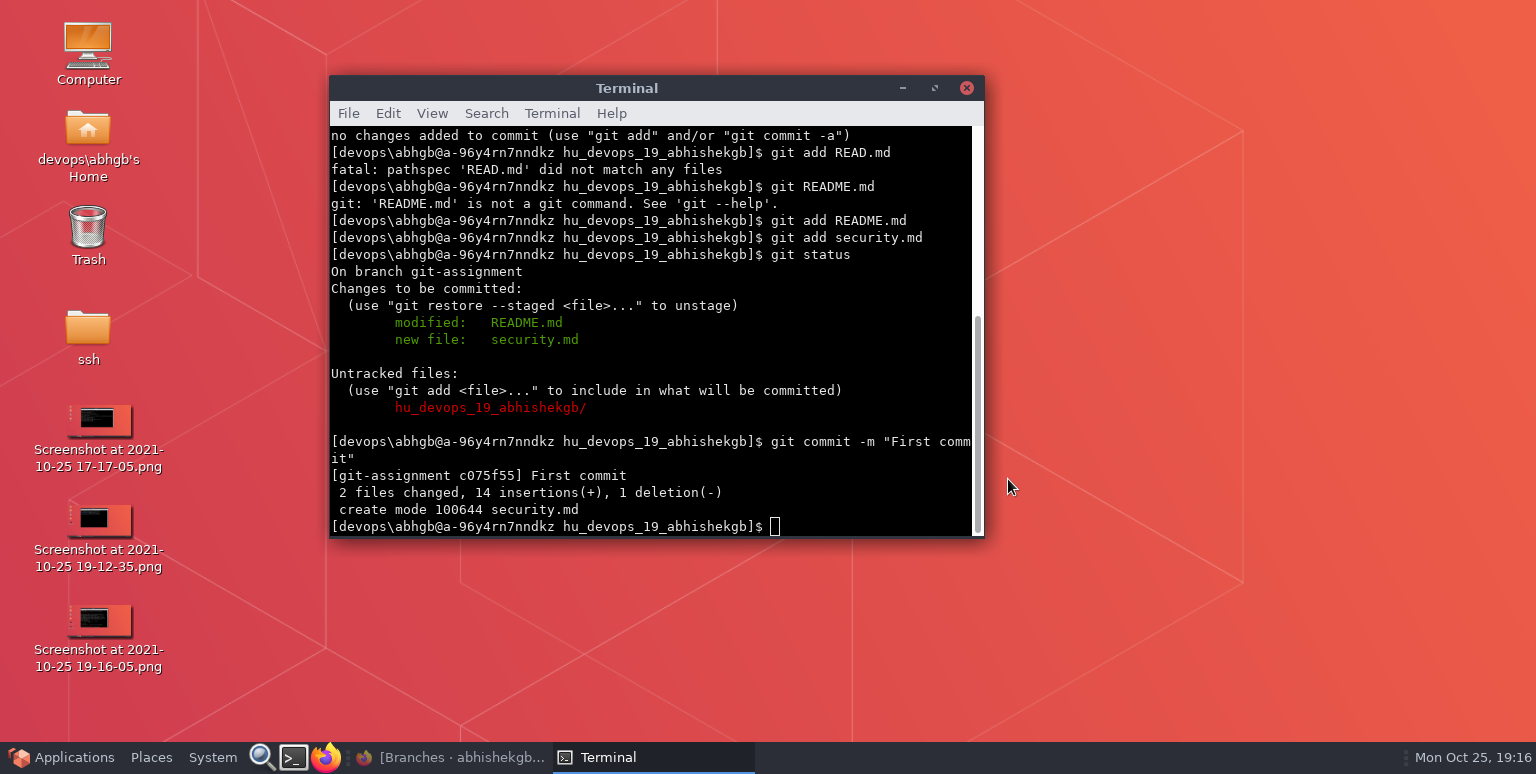 Computer
devops\abhgb's
Home
Trash
ssh
Screenshot at 2021-
10-25 17-17-05.png
Screenshot at 2021-
10-25 19-12-35.png
Screenshot at 2021-
10-25 19-16-05.png
Terminal
File Edit View Search Terminal Help
no changes added to commit (use "git add" and/or "git commit -a")
[devops\abhgb@a-96y4rn7nndkz hu_devops_19_abhishekgb]$ git add READ.md
fatal: pathspec 'READ.md' did not match any files
[devops\abhgb@a-96y4rn7nndkz hu_devops_19_abhishekgb]$ git README.md
git: 'README.md' is not a git command. See 'git --help'.
[devops\abhgb@a-96y4rn7nndkz hu_devops_19_abhishekgb]$ git add README.md
[devops\abhgb@a-96y4rn7nndkz hu_devops_19_abhishekgb]$ git add security.md
[devops\abhgb@a-96y4rn7nndkz hu_devops_19_abhishekgb]$ git status
On branch git-assignment
Changes to be committed:
  (use "git restore --staged <file>..." to unstage)
        modified:   README.md
        new file:   security.md
Untracked files:
  (use "git add <file>..." to include in what will be committed)
        hu_devops_19_abhishekgb/
[devops\abhgb@a-96y4rn7nndkz hu_devops_19_abhishekgb]$ git commit -m "First comm
it"
[git-assignment c075f55] First commit
 2 files changed, 14 insertions(+), 1 deletion(-)
 create mode 100644 security.md
[devops\abhgb@a-96y4rn7nndkz hu_devops_19_abhishekgb]$
Applications Places System >_ [Branches · abhishekgb... Terminal Mon Oct 25, 19:16